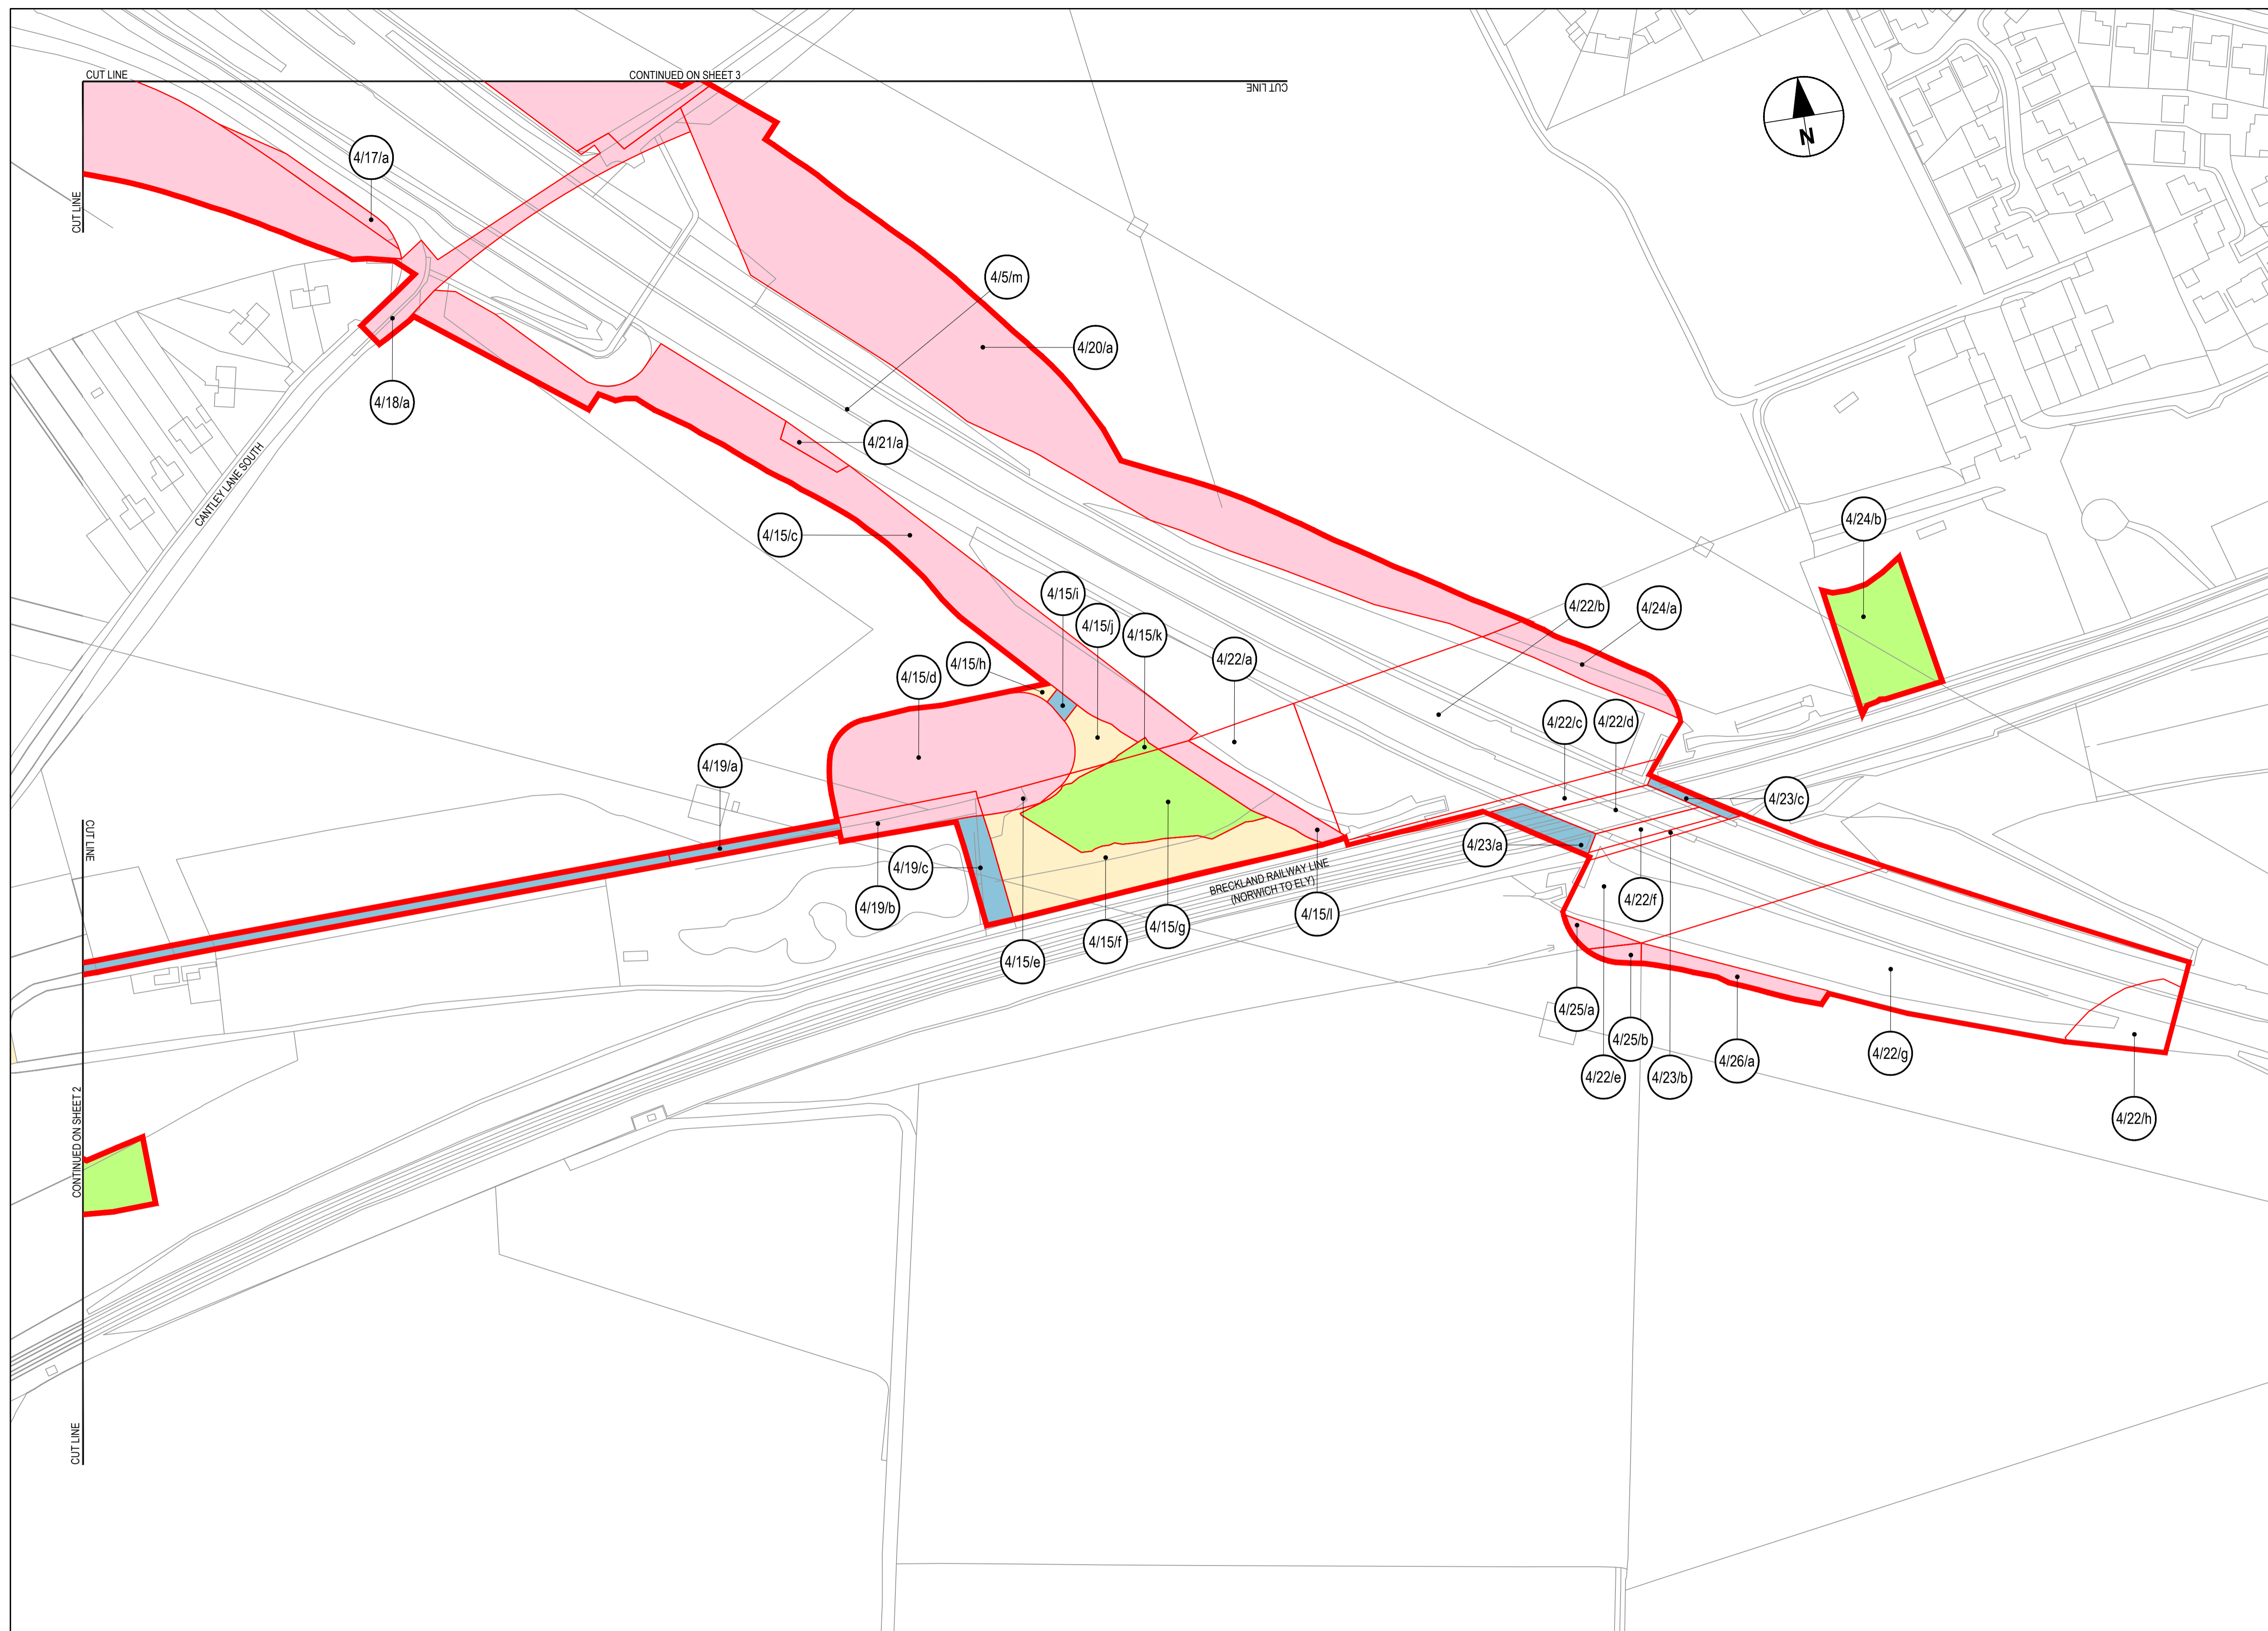 CUT LINE
CONTINUED ON SHEET 3
CUT LINE
CUT LINE
N
4/17/a
4/5/m
4/20/a
4/18/a
4/21/a
CANTLEY LANE SOUTH
4/15/c
4/24/b
4/15/i
4/15/j
4/15/k
4/22/b
4/24/a
4/15/h
4/22/a
4/15/d
4/22/c
4/22/d
4/19/a
4/23/c
CUT LINE
4/19/c
4/23/a
BRECKLAND RAILWAY LINE
(NORWICH TO ELY)
4/19/b
4/15/e
4/15/f
4/15/g
4/15/l
4/22/f
4/25/a
4/25/b
4/22/e
4/23/b
4/26/a
4/22/g
4/22/h
CONTINUED ON SHEET 2
CUT LINE